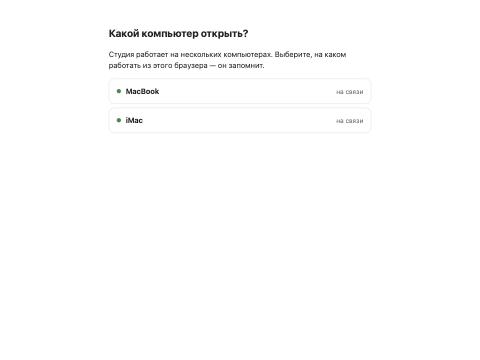 Какой компьютер открыть?
Студия работает на нескольких компьютерах. Выберите, на каком
работать из этого браузера — он запомнит.
MacBook на связи
iMac на связи